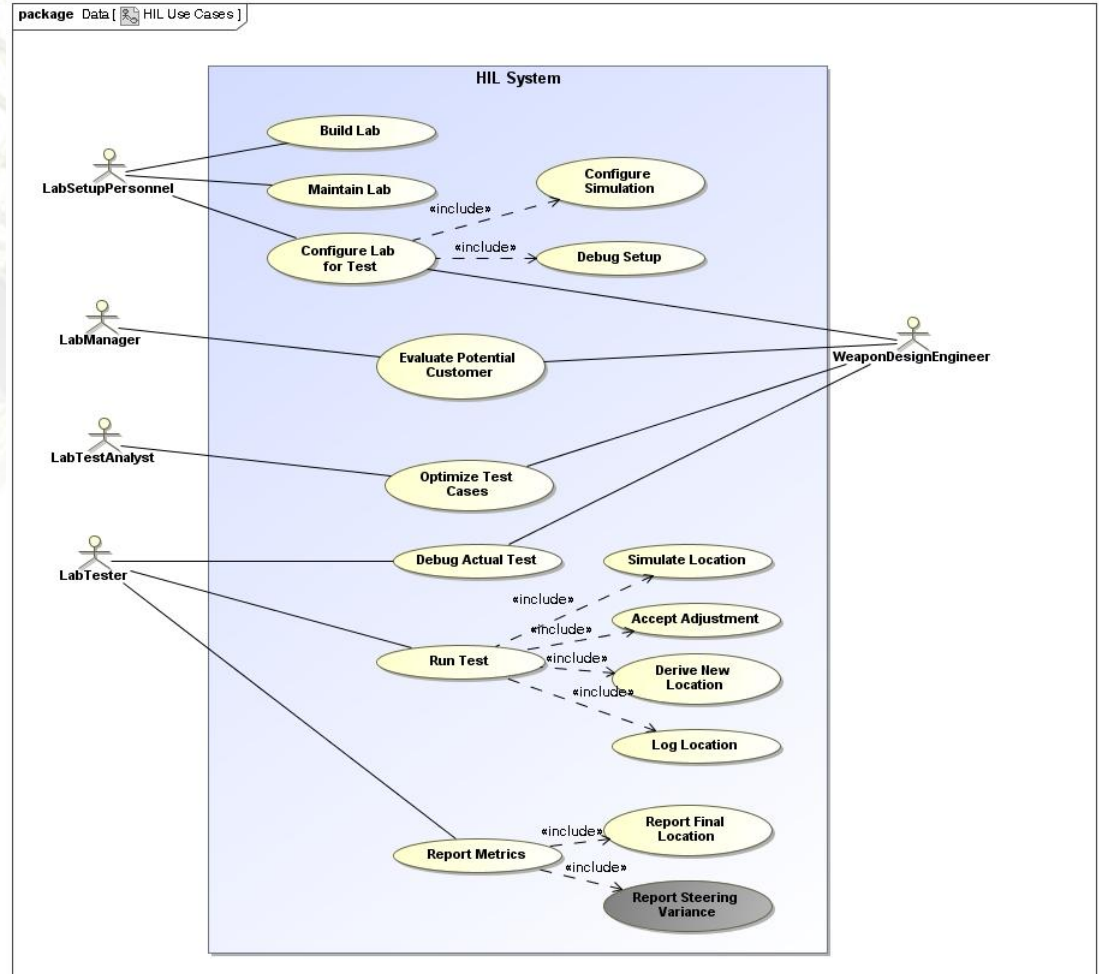 package Data [ HIL Use Cases ]
HIL System
Build Lab
LabSetupPersonnel
Maintain Lab
Configure
Simulation
«include»
Configure Lab
for Test
«include»
Debug Setup
LabManager
Evaluate Potential
Customer
WeaponDesignEngineer
LabTestAnalyst
Optimize Test
Cases
LabTester
Debug Actual Test
Simulate Location
«include»
Accept Adjustment
«include»
Run Test
«include»
Derive New
Location
«include»
Log Location
Report Metrics
«include»
Report Final
Location
«include»
Report Steering
Variance